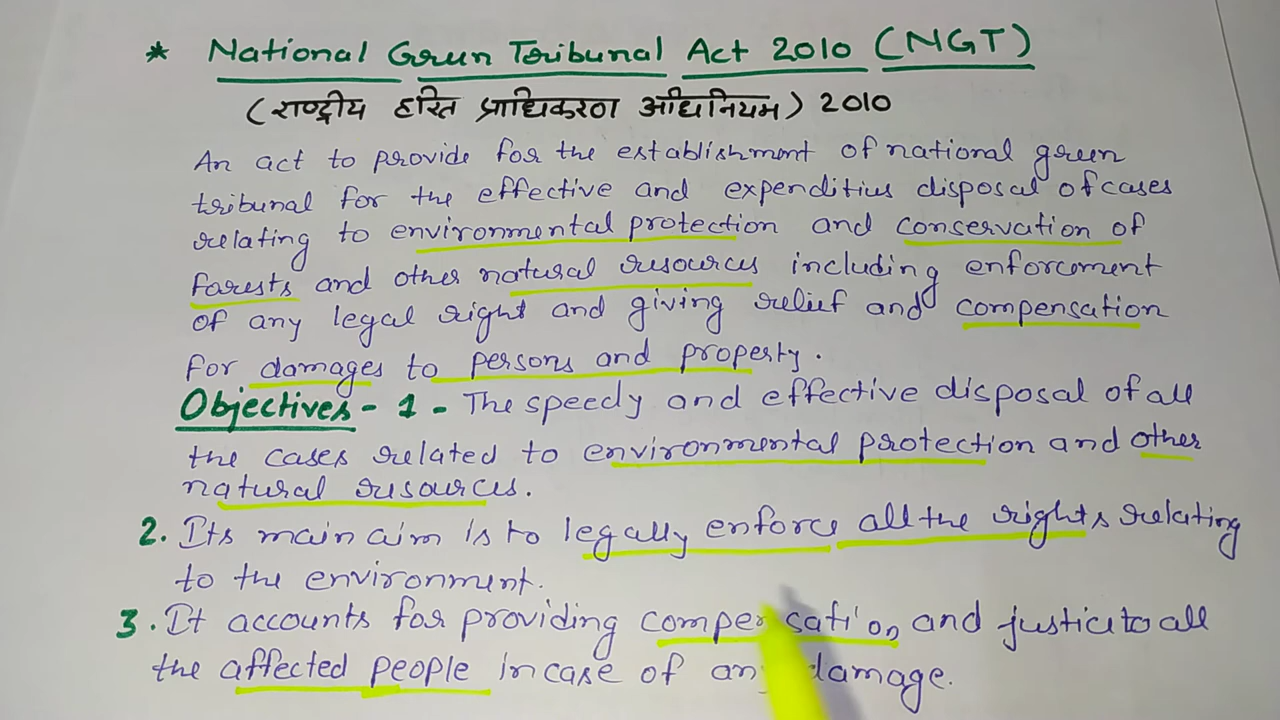 * National Green Tribunal Act 2010 (NGT)
(राष्ट्रीय हरित प्राधिकरण अधिनियम) 2010
An act to provide for the establishment of national green
tribunal for the effective and expenditius disposal of cases
relating to environmental protection and conservation of
forests and other natural resources including enforcement
of any legal right and giving relief and compensation
for damages to persons and property.
Objectives - 1 - The speedy and effective disposal of all
the cases related to environmental protection and other
natural resources.
2. Its main aim is to legally enforce all the rights relating
to the environment.
3. It accounts for providing compensation and justice to all
the affected people in case of any damage.